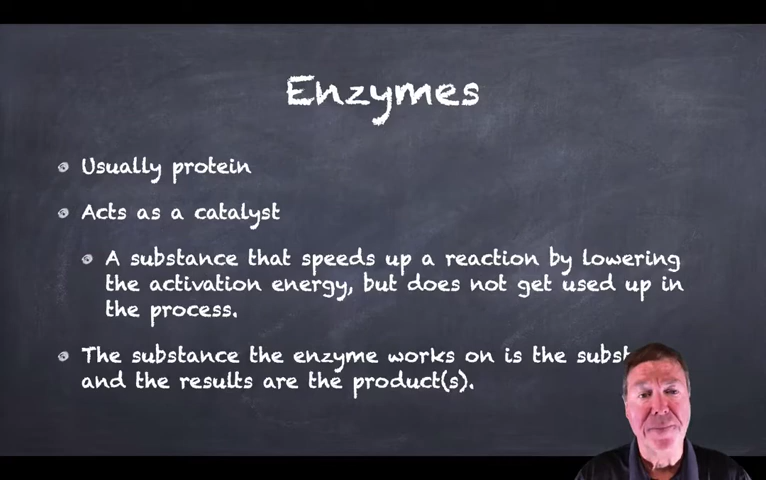 Enzymes
Usually protein
Acts as a catalyst
A substance that speeds up a reaction by lowering
the activation energy, but does not get used up in
the process.
The substance the enzyme works on is the
and the results are the product(s).